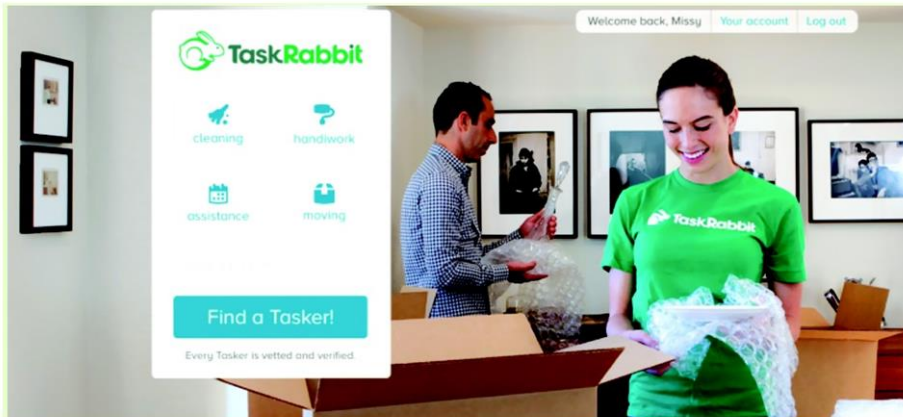 Welcome back, Missy Your account Log out
TaskRabbit
cleaning handiwork
assistance moving
TaskRabbit
Find a Tasker!
Every Tasker is vetted and verified.